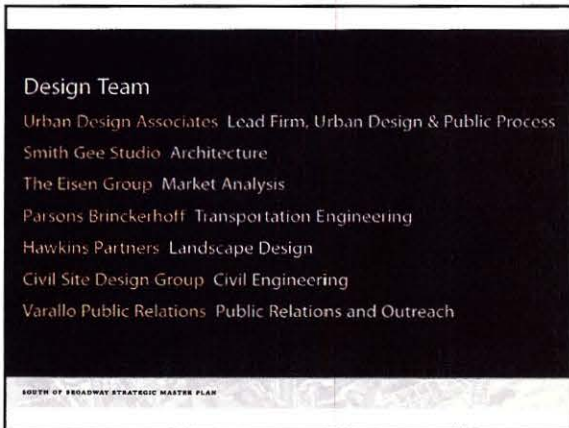 Design Team
Urban Design Associates Lead Firm, Urban Design & Public Process
Smith Gee Studio Architecture
The Eisen Group Market Analysis
Parsons Brinckerhoff Transportation Engineering
Hawkins Partners Landscape Design
Civil Site Design Group Civil Engineering
Varallo Public Relations Public Relations and Outreach
SOUTH OF BROADWAY STRATEGIC MASTER PLAN